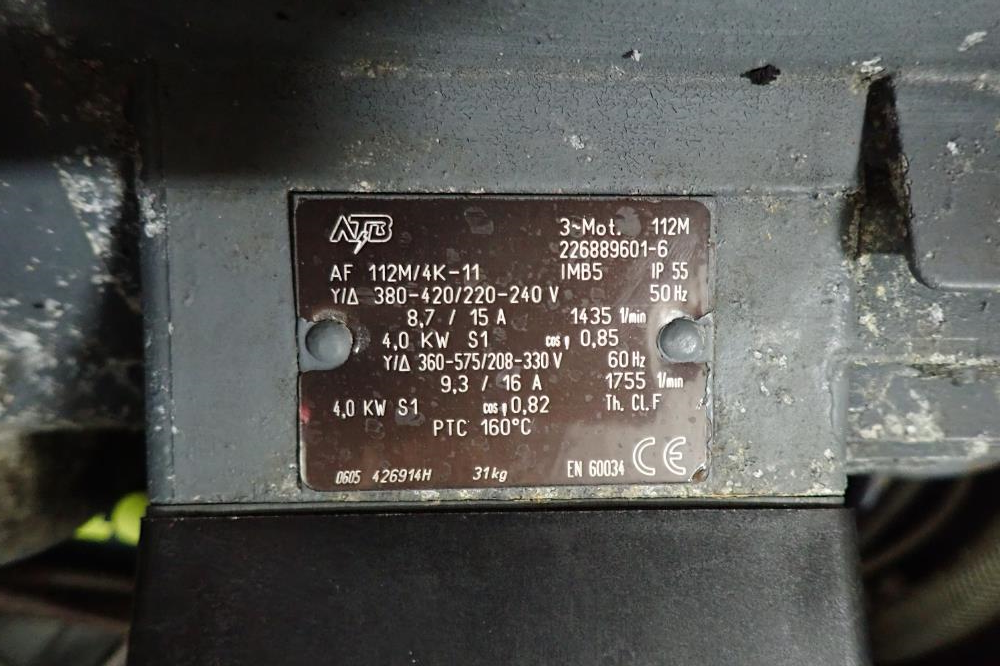 ATB 3~Mot. 112M
226889601-6
AF 112M/4K-11 IMB5 IP 55
Y/Δ 380-420/220-240 V 50 Hz
8,7 / 15 A 1435 1/min
4,0 KW S1 cos φ 0,85
Y/Δ 360-575/208-330 V 60 Hz
9,3 / 16 A 1755 1/min
4,0 KW S1 cos φ 0,82 Th. Cl. F
PTC 160°C
0605 426914H 31kg EN 60034 CE